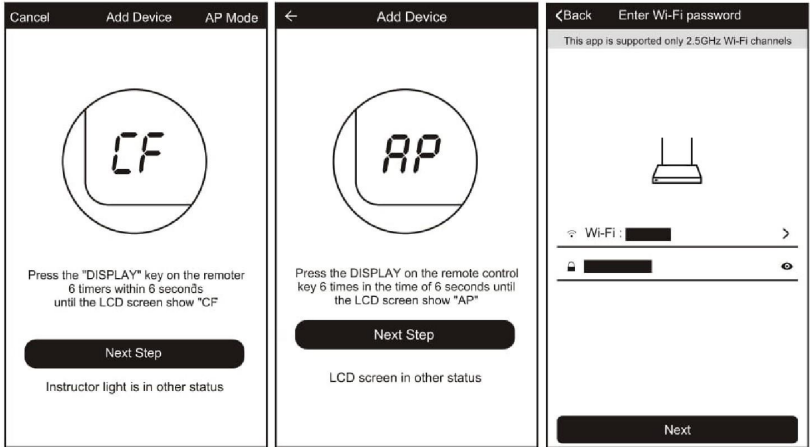 Cancel Add Device AP Mode
CF
Press the "DISPLAY" key on the remoter
6 timers within 6 seconds
until the LCD screen show "CF
Next Step
Instructor light is in other status
Add Device
AP
Press the DISPLAY on the remote control
key 6 times in the time of 6 seconds until
the LCD screen show "AP"
Next Step
LCD screen in other status
Back Enter Wi-Fi password
This app is supported only 2.5GHz Wi-Fi channels
Wi-Fi :
Next